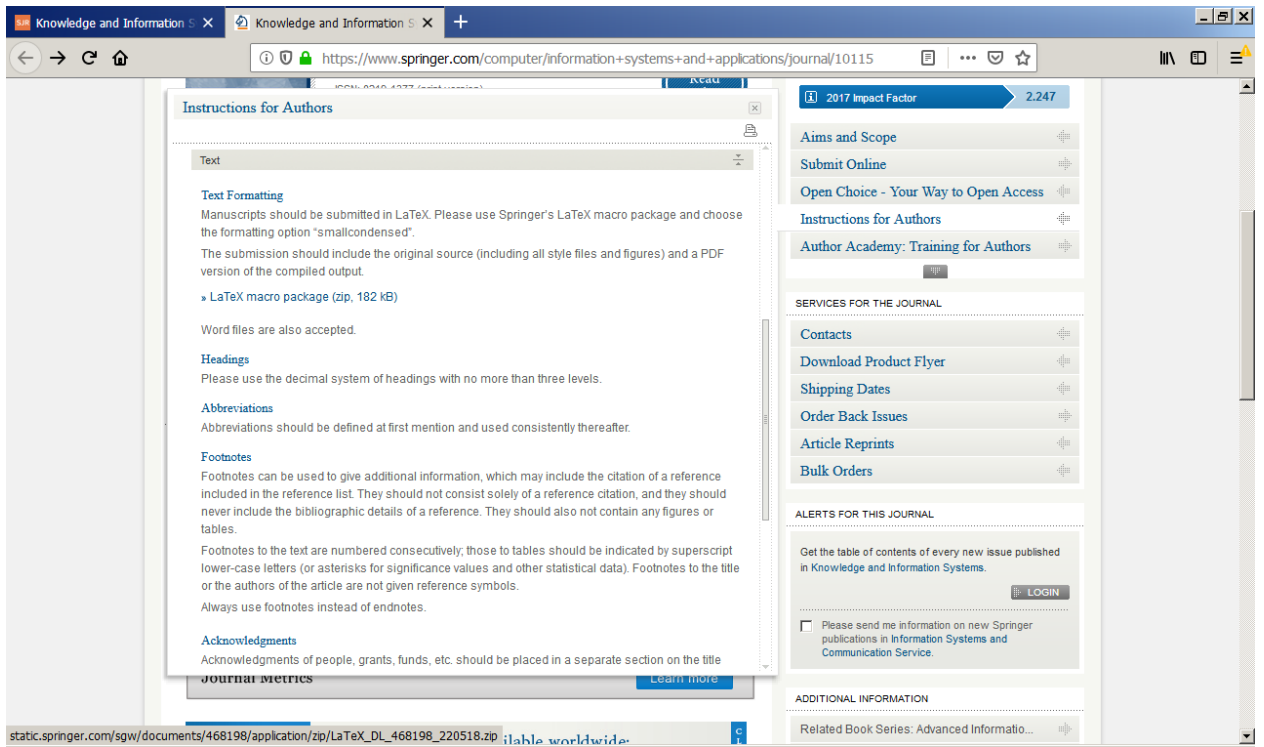 Knowledge and Information S
Knowledge and Information S
https://www.springer.com/computer/information+systems+and+applications/journal/10115
Read
Instructions for Authors
Text
Text Formatting
Manuscripts should be submitted in LaTeX. Please use Springer's LaTeX macro package and choose
the formatting option “smallcondensed”.
The submission should include the original source (including all style files and figures) and a PDF
version of the compiled output.
» LaTeX macro package (zip, 182 kB)
Word files are also accepted.
Headings
Please use the decimal system of headings with no more than three levels.
Abbreviations
Abbreviations should be defined at first mention and used consistently thereafter.
Footnotes
Footnotes can be used to give additional information, which may include the citation of a reference
included in the reference list. They should not consist solely of a reference citation, and they should
never include the bibliographic details of a reference. They should also not contain any figures or
tables.
Footnotes to the text are numbered consecutively; those to tables should be indicated by superscript
lower-case letters (or asterisks for significance values and other statistical data). Footnotes to the title
or the authors of the article are not given reference symbols.
Always use footnotes instead of endnotes.
Acknowledgments
Acknowledgments of people, grants, funds, etc. should be placed in a separate section on the title
Journal Metrics
Learn more
ilable worldwide:
2017 Impact Factor 2.247
Aims and Scope
Submit Online
Open Choice - Your Way to Open Access
Instructions for Authors
Author Academy: Training for Authors
SERVICES FOR THE JOURNAL
Contacts
Download Product Flyer
Shipping Dates
Order Back Issues
Article Reprints
Bulk Orders
ALERTS FOR THIS JOURNAL
Get the table of contents of every new issue published
in Knowledge and Information Systems.
LOGIN
Please send me information on new Springer
publications in Information Systems and
Communication Service.
ADDITIONAL INFORMATION
Related Book Series: Advanced Informatio...
static.springer.com/sgw/documents/468198/application/zip/LaTeX_DL_468198_220518.zip